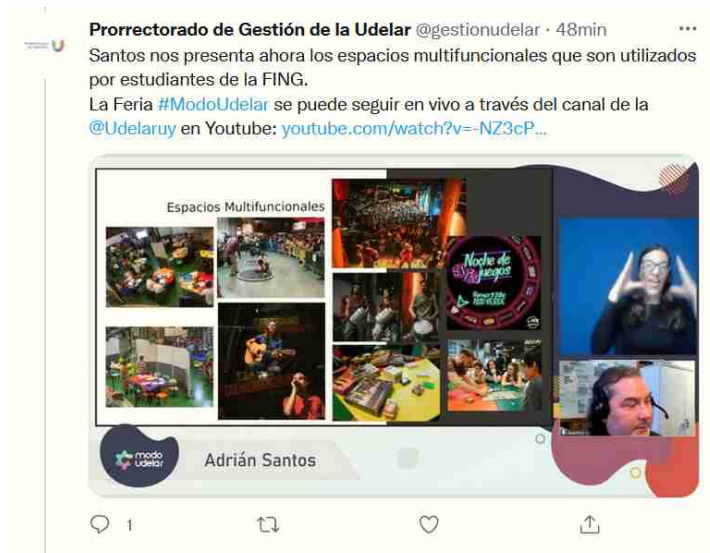 Prorrectorado de Gestión de la Udelar @gestionudelar · 48min
Santos nos presenta ahora los espacios multifuncionales que son utilizados
por estudiantes de la FING.
La Feria #ModoUdelar se puede seguir en vivo a través del canal de la
@Udelaruy en Youtube: youtube.com/watch?v=-NZ3cP...
Espacios Multifuncionales
Noche de
juegos
modo
udelar
Adrián Santos
1